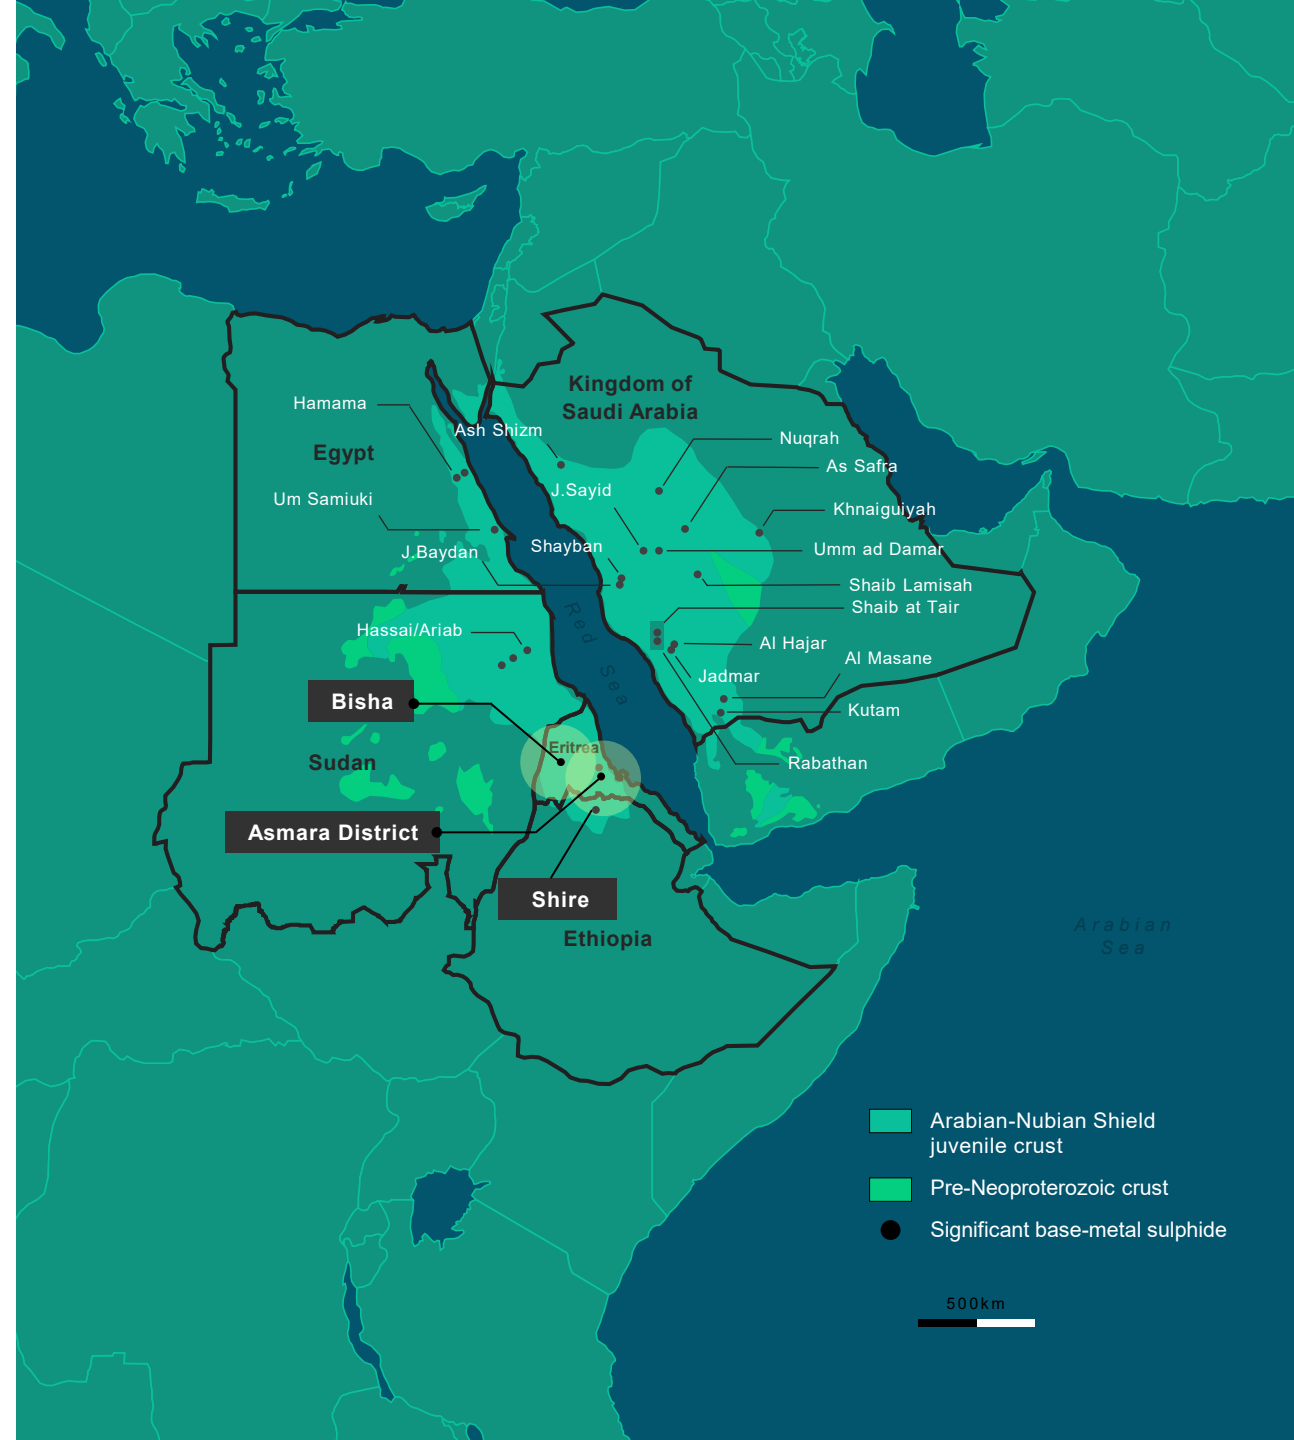 Kingdom of
Saudi Arabia
Hamama
Ash Shizm
Nuqrah
Egypt
As Safra
J.Sayid
Um Samiuki
Khnaiguiyah
Shayban
J.Baydan
Umm ad Damar
Shaib Lamisah
Shaib at Tair
Red Sea
Hassai/Ariab
Al Hajar
Al Masane
Jadmar
Bisha
Kutam
Eritrea
Sudan
Rabathan
Asmara District
Shire
Ethiopia
Arabian
Sea
Arabian-Nubian Shield
juvenile crust
Pre-Neoproterozoic crust
Significant base-metal sulphide
500km